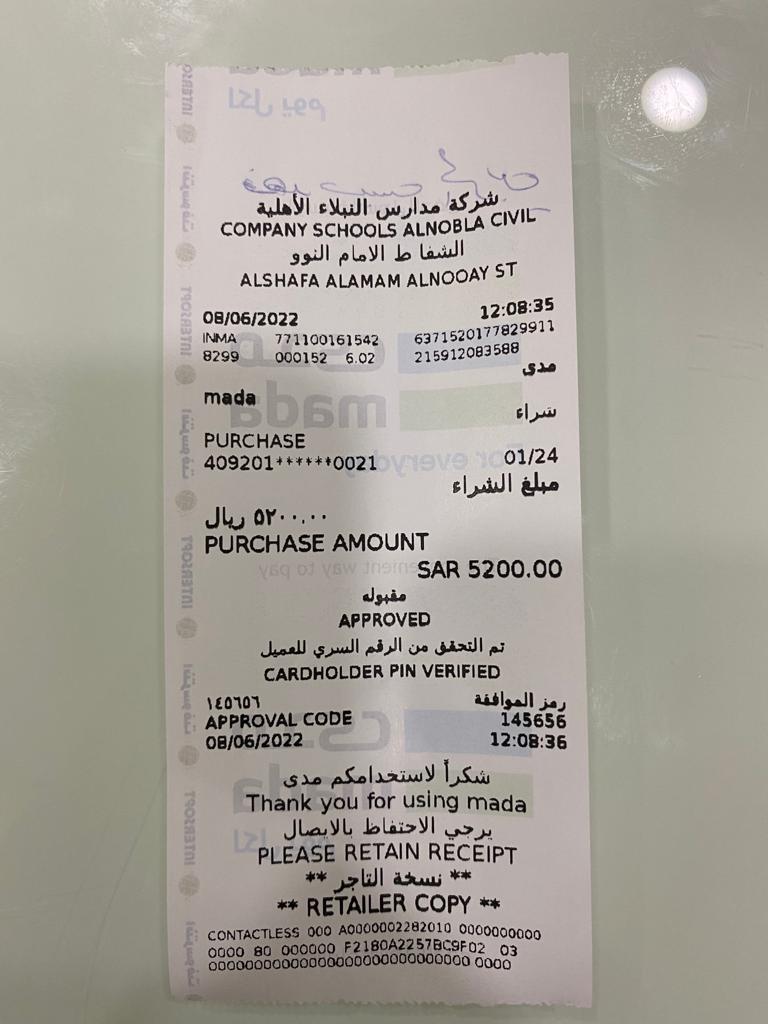 شركة مدارس النبلاء الأهلية
COMPANY SCHOOLS ALNOBLA CIVIL
الشفا ط الامام النوو
ALSHAFA ALAMAM ALNOOAY ST
08/06/2022 12:08:35
INMA 771100161542 6371520177829911
8299 000152 6.02 215912083588
مدى
mada
شراء
PURCHASE
409201******0021 01/24
مبلغ الشراء
٥٢٠٠.٠٠ ريال
PURCHASE AMOUNT
SAR 5200.00
مقبوله
APPROVED
تم التحقق من الرقم السري للعميل
CARDHOLDER PIN VERIFIED
رمز الموافقة ١٤٥٦٥٦
APPROVAL CODE 145656
08/06/2022 12:08:36
شكراً لاستخدامكم مدى
Thank you for using mada
يرجي الاحتفاظ بالايصال
PLEASE RETAIN RECEIPT
** نسخة التاجر **
** RETAILER COPY **
CONTACTLESS 000 A0000002282010 0000000000
0000 80 000000 F2180A2257BC9F02 03
0000000000000000000000000000 0000